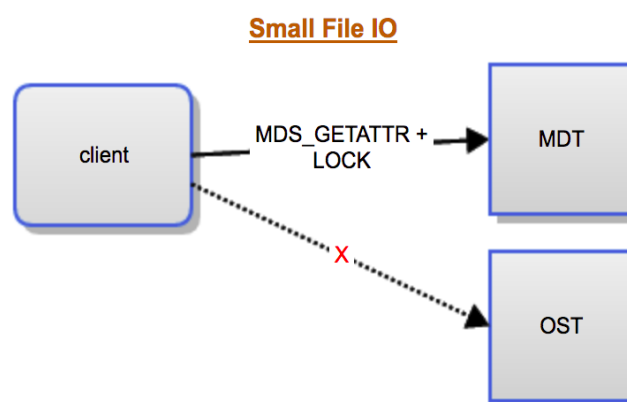 Small File IO
client
MDS_GETATTR +
LOCK
MDT
X
OST